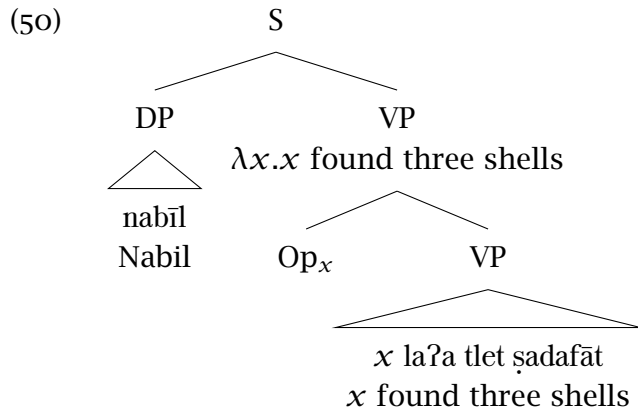 (50) S
DP VP
λx.x found three shells
nabīl
Nabil Opₓ VP
x laʔa tlet ṣadafāt
x found three shells